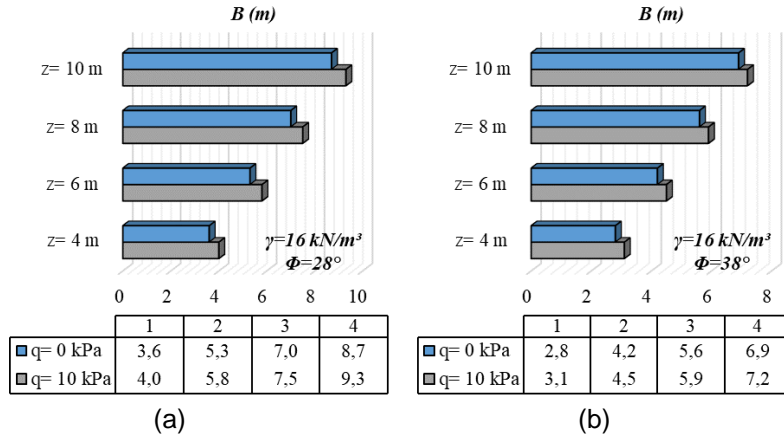 B (m)
z= 10 m
z= 8 m
z= 6 m
z= 4 m
γ=16 kN/m³
Φ=28°
0 2 4 6 8 10
1 2 3 4
q= 0 kPa 3,6 5,3 7,0 8,7
q= 10 kPa 4,0 5,8 7,5 9,3
(a)
B (m)
z= 10 m
z= 8 m
z= 6 m
z= 4 m
γ=16 kN/m³
Φ=38°
0 2 4 6 8
1 2 3 4
q= 0 kPa 2,8 4,2 5,6 6,9
q= 10 kPa 3,1 4,5 5,9 7,2
(b)